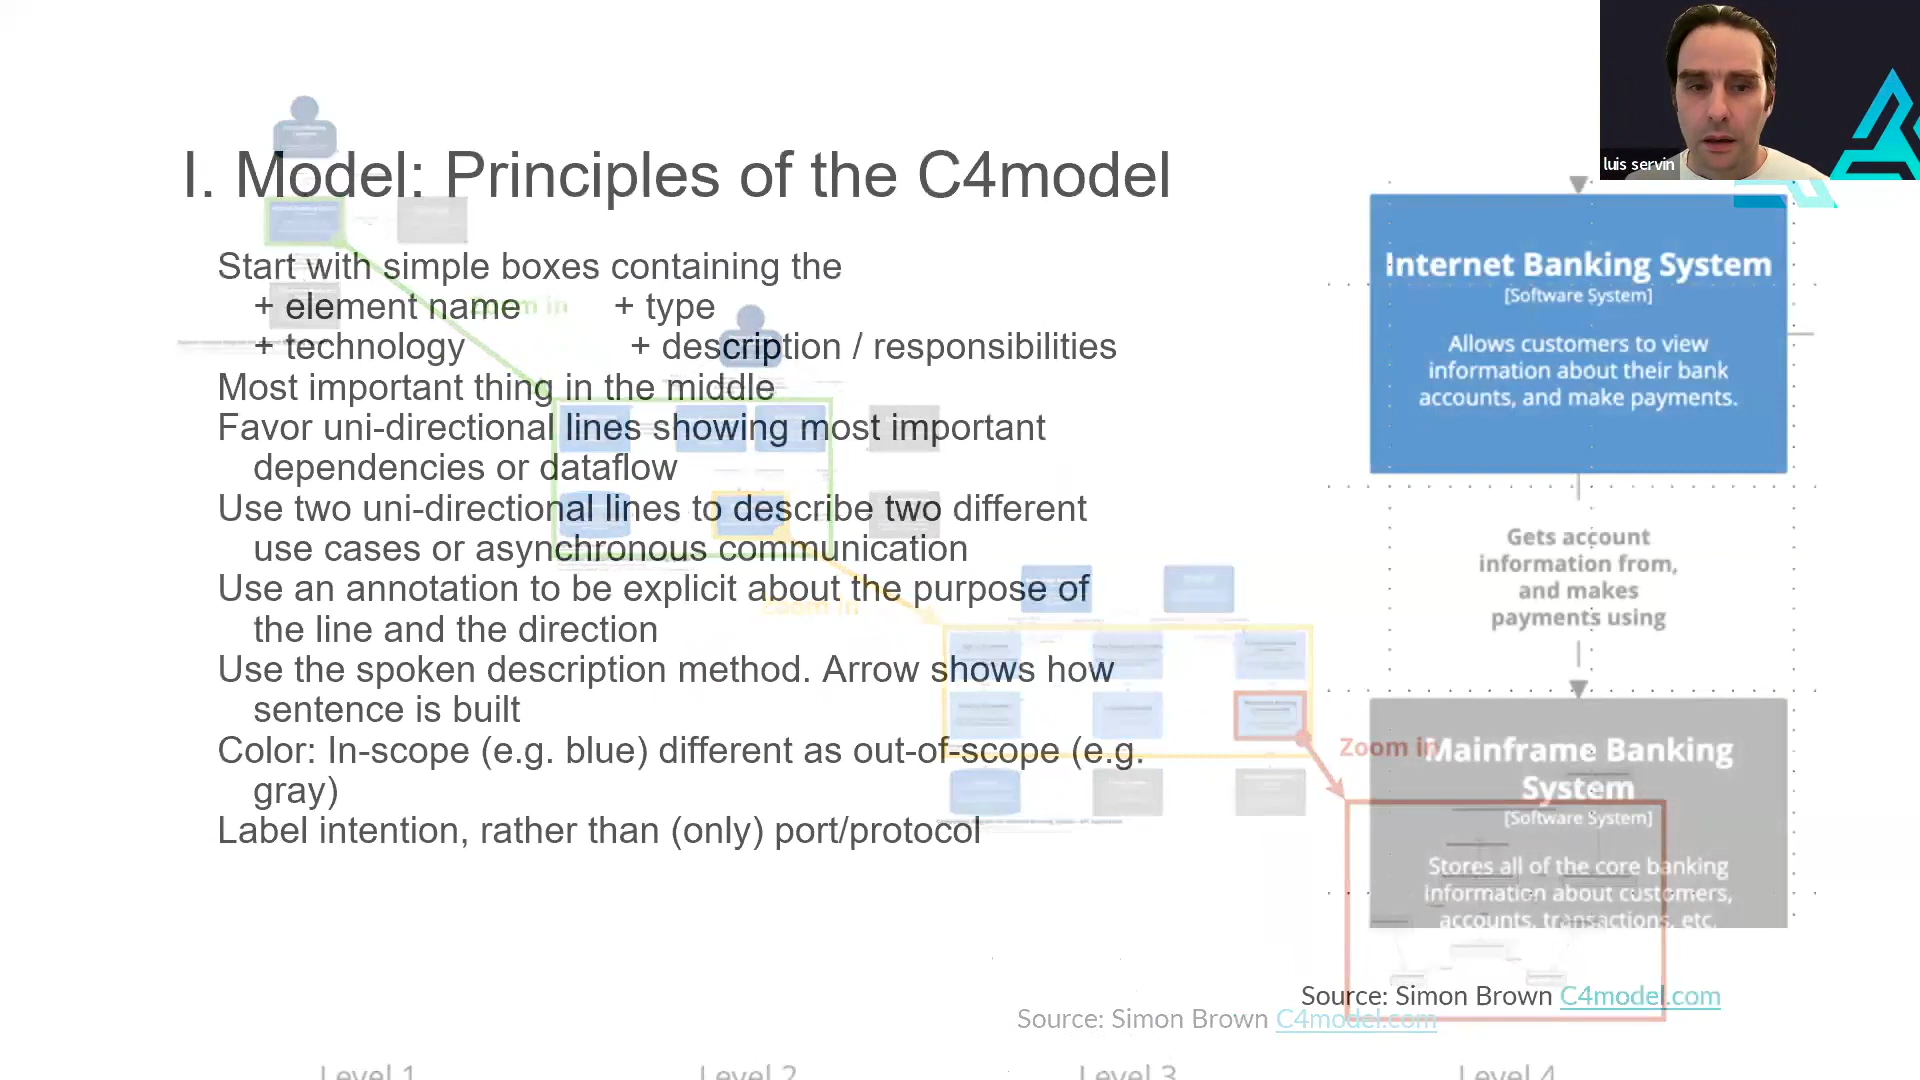 luis servin
I. Model: Principles of the C4model
Start with simple boxes containing the
+ element name + type
+ technology + description / responsibilities
Most important thing in the middle
Favor uni-directional lines showing most important
dependencies or dataflow
Use two uni-directional lines to describe two different
use cases or asynchronous communication
Use an annotation to be explicit about the purpose of
the line and the direction
Use the spoken description method. Arrow shows how
sentence is built
Color: In-scope (e.g. blue) different as out-of-scope (e.g.
gray)
Label intention, rather than (only) port/protocol
Zoom in
Zoom in
Zoom in
Internet Banking System
[Software System]
Allows customers to view
information about their bank
accounts, and make payments.
Gets account
information from,
and makes
payments using
Mainframe Banking
System
[Software System]
Stores all of the core banking
information about customers,
accounts, transactions, etc.
Source: Simon Brown C4model.com
Source: Simon Brown C4model.com
Level 1
Level 2
Level 3
Level 4